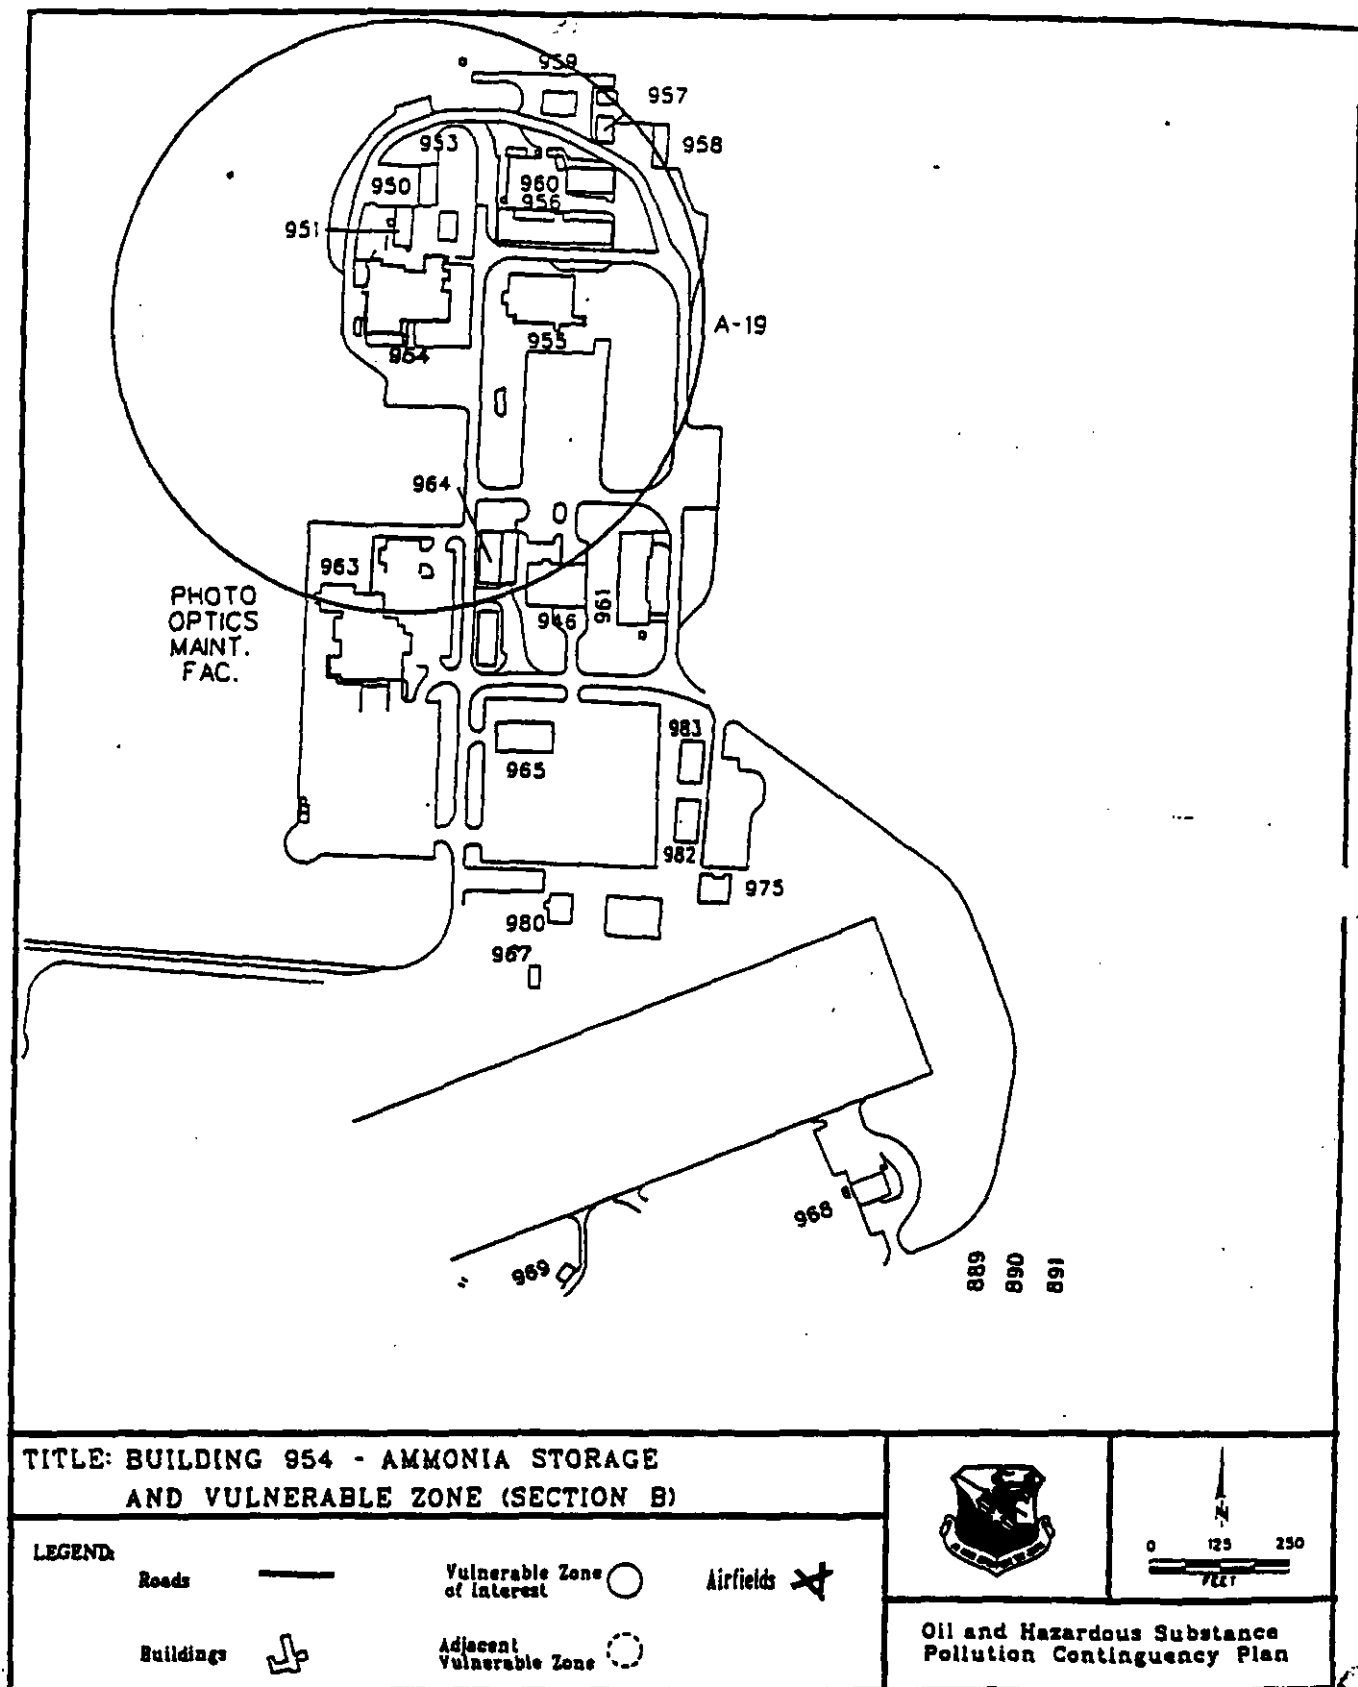 959
957
953
958
950
960
956
951
A-19
955
954
964
963
PHOTO
OPTICS
MAINT.
FAC.
946
961
983
965
982
975
980
967
968
969
889
890
891
TITLE: BUILDING 954 - AMMONIA STORAGE
AND VULNERABLE ZONE (SECTION B)
LEGEND:
Roads
Vulnerable Zone
of Interest
Airfields
Buildings
Adjacent
Vulnerable Zone
N
0 125 250
FEET
Oil and Hazardous Substance
Pollution Continguency Plan